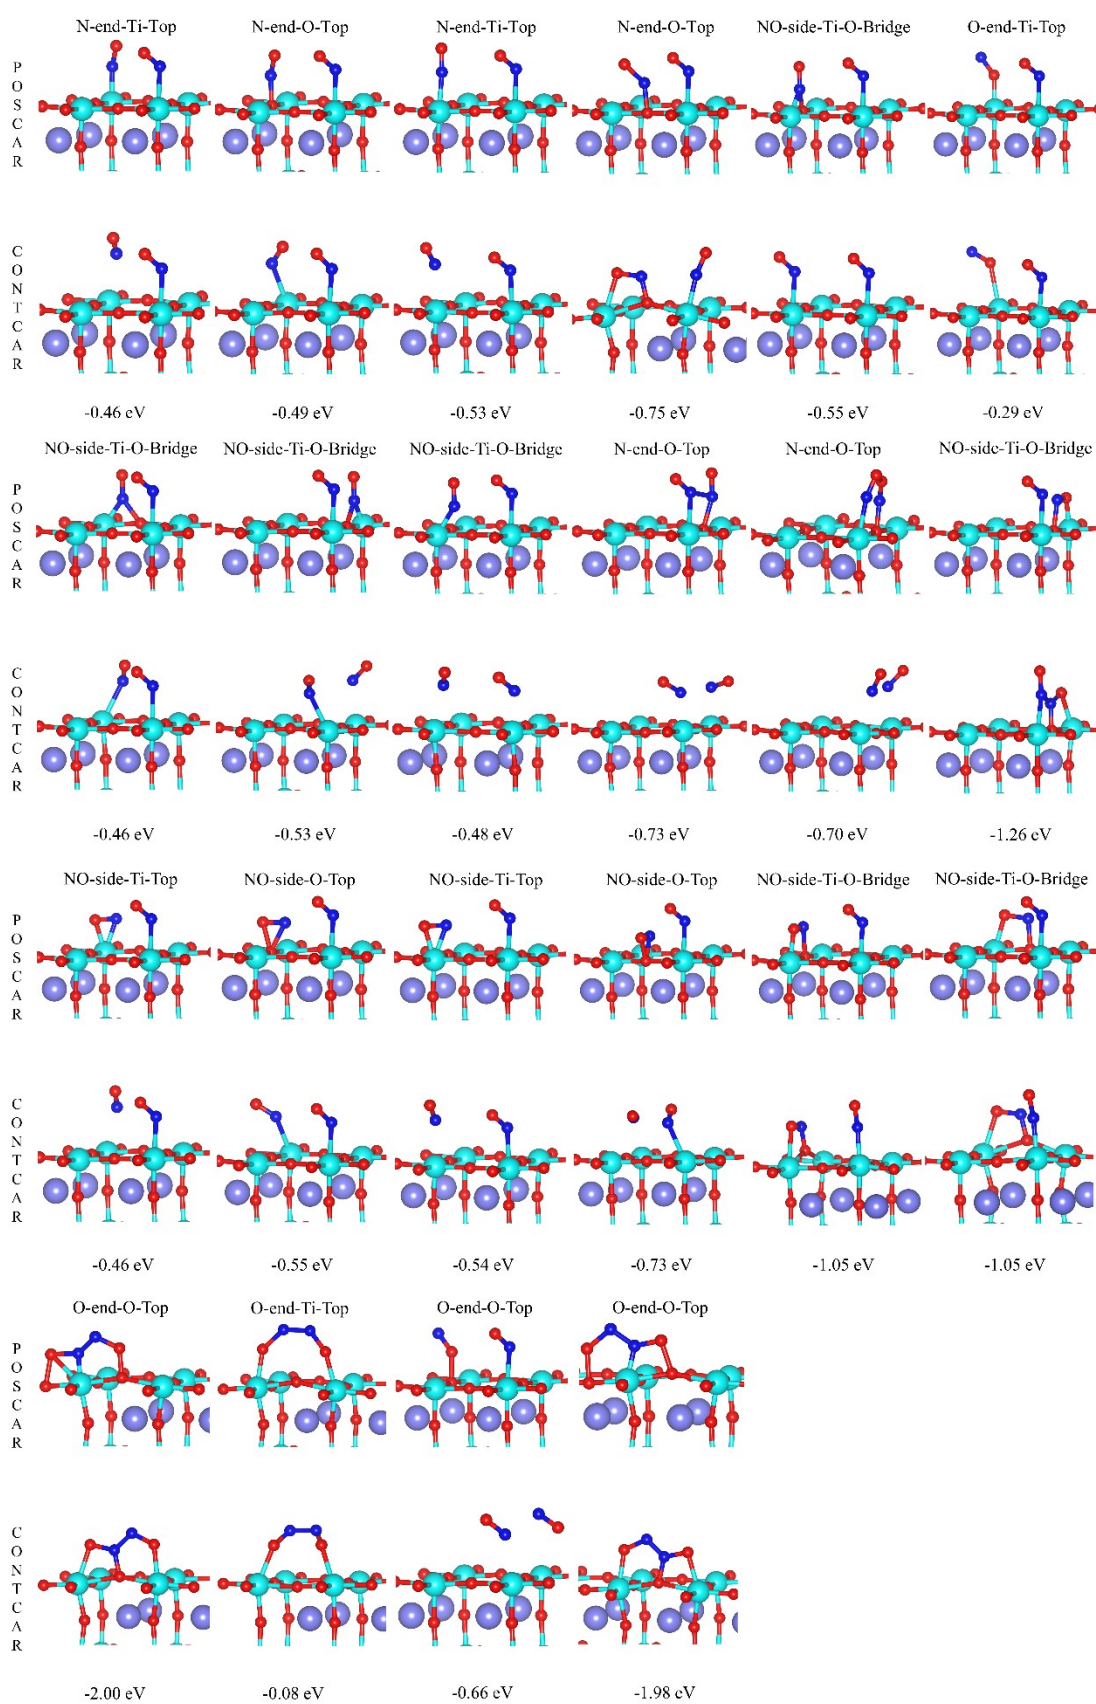 N-end-Ti-Top N-end-O-Top N-end-Ti-Top N-end-O-Top NO-side-Ti-O-Bridge O-end-Ti-Top
POSCAR
CONTCAR
-0.46 eV -0.49 eV -0.53 eV -0.75 eV -0.55 eV -0.29 eV
NO-side-Ti-O-Bridge NO-side-Ti-O-Bridge NO-side-Ti-O-Bridge N-end-O-Top N-end-O-Top NO-side-Ti-O-Bridge
POSCAR
CONTCAR
-0.46 eV -0.53 eV -0.48 eV -0.73 eV -0.70 eV -1.26 eV
NO-side-Ti-Top NO-side-O-Top NO-side-Ti-Top NO-side-O-Top NO-side-Ti-O-Bridge NO-side-Ti-O-Bridge
POSCAR
CONTCAR
-0.46 eV -0.55 eV -0.54 eV -0.73 eV -1.05 eV -1.05 eV
O-end-O-Top O-end-Ti-Top O-end-O-Top O-end-O-Top
POSCAR
CONTCAR
-2.00 eV -0.08 eV -0.66 eV -1.98 eV